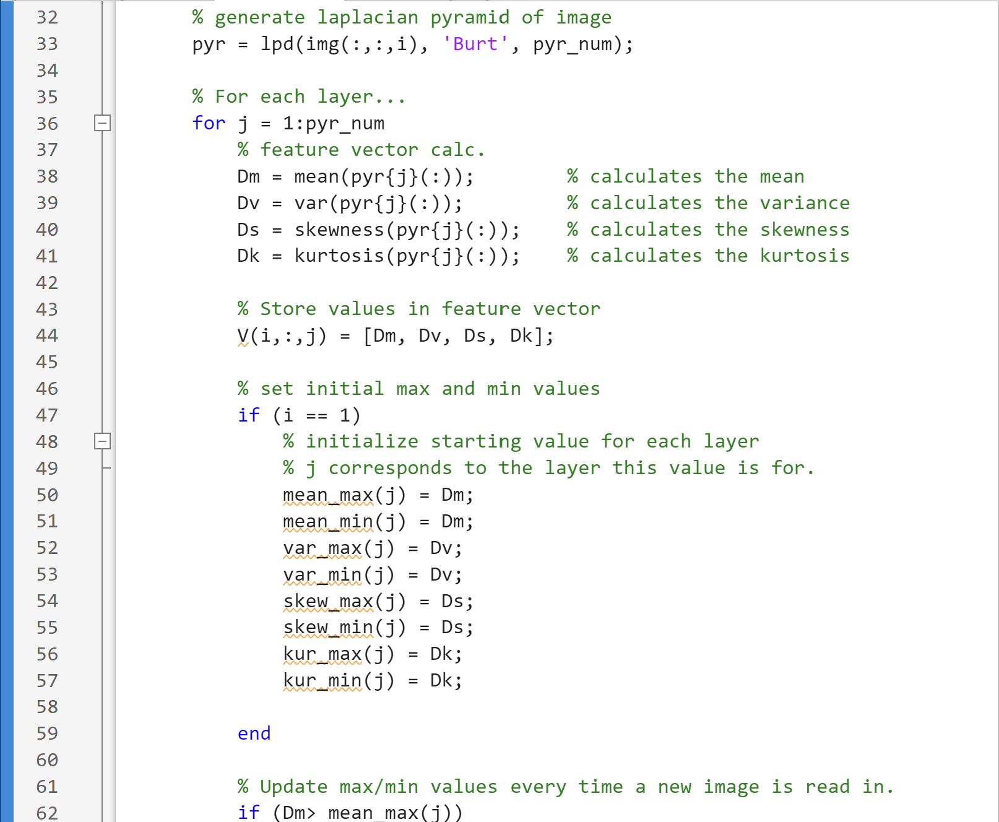 32 % generate laplacian pyramid of image
33 pyr = lpd(img(:,:,i), 'Burt', pyr_num);
34
35 % For each layer...
36 for j = 1:pyr_num
37 % feature vector calc.
38 Dm = mean(pyr{j}(:)); % calculates the mean
39 Dv = var(pyr{j}(:)); % calculates the variance
40 Ds = skewness(pyr{j}(:)); % calculates the skewness
41 Dk = kurtosis(pyr{j}(:)); % calculates the kurtosis
42
43 % Store values in feature vector
44 V(i,:,j) = [Dm, Dv, Ds, Dk];
45
46 % set initial max and min values
47 if (i == 1)
48 % initialize starting value for each layer
49 % j corresponds to the layer this value is for.
50 mean_max(j) = Dm;
51 mean_min(j) = Dm;
52 var_max(j) = Dv;
53 var_min(j) = Dv;
54 skew_max(j) = Ds;
55 skew_min(j) = Ds;
56 kur_max(j) = Dk;
57 kur_min(j) = Dk;
58
59 end
60
61 % Update max/min values every time a new image is read in.
62 if (Dm> mean_max(j))